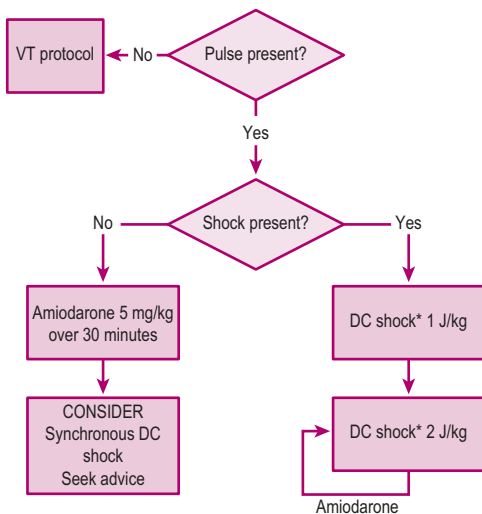 VT protocol
No
Pulse present?
Yes
No
Shock present?
Yes
Amiodarone 5 mg/kg
over 30 minutes
DC shock* 1 J/kg
CONSIDER
Synchronous DC
shock
Seek advice
DC shock* 2 J/kg
Amiodarone